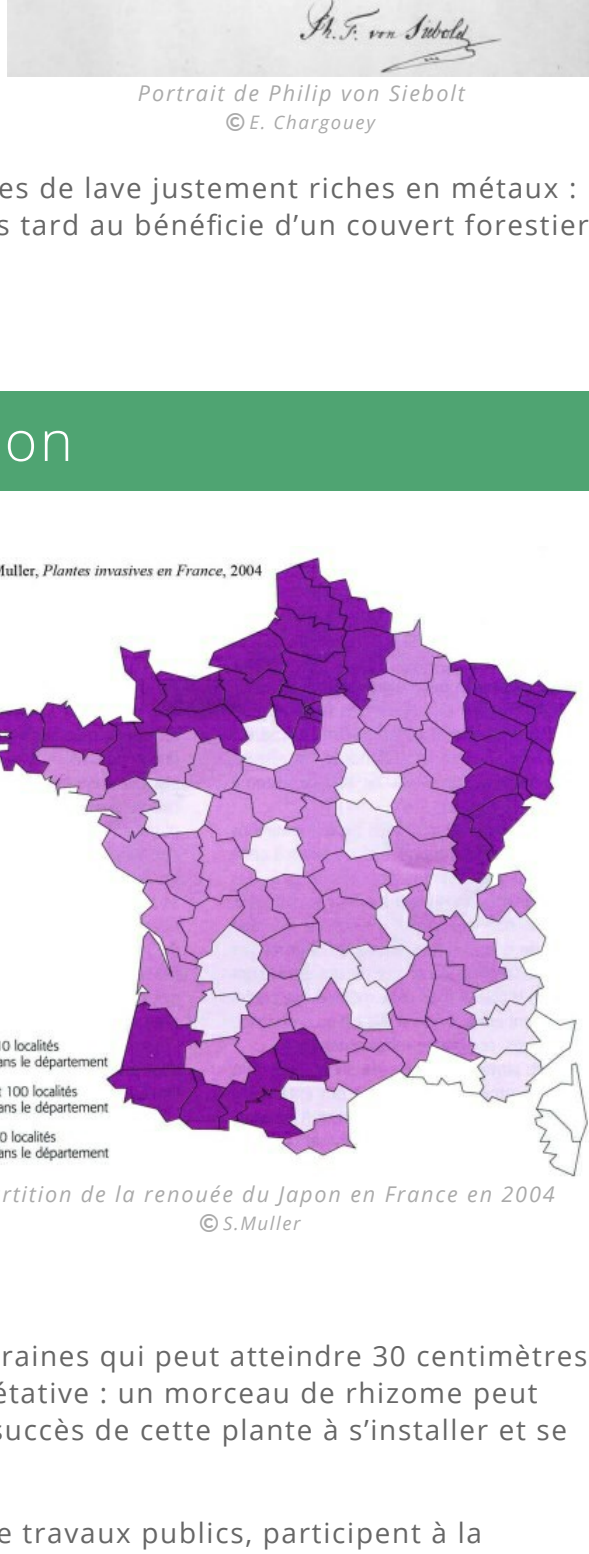 Ph. F. von Siebold
Portrait de Philip von Siebolt
© E. Chargouey
es de lave justement riches en métaux :
s tard au bénéficie d’un couvert forestier
on
Muller, Plantes invasives en France, 2004
10 localités
ans le département
t 100 localités
ans le département
0 localités
ans le département
rtition de la renouée du Japon en France en 2004
© S.Muller
raines qui peut atteindre 30 centimètres
étative : un morceau de rhizome peut
succès de cette plante à s’installer et se
e travaux publics, participent à la